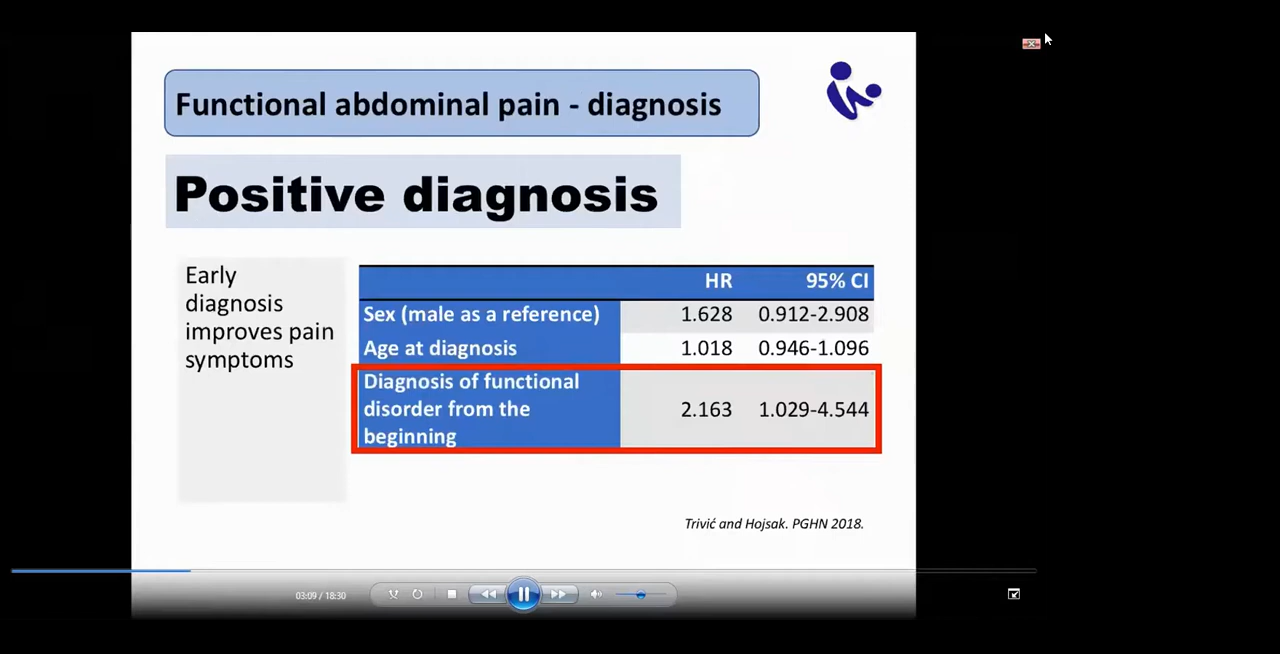 Functional abdominal pain - diagnosis
Positive diagnosis
Early
diagnosis
improves pain
symptoms
HR 95% CI
Sex (male as a reference) 1.628 0.912-2.908
Age at diagnosis 1.018 0.946-1.096
Diagnosis of functional
disorder from the 2.163 1.029-4.544
beginning
Trivić and Hojsak. PGHN 2018.
03:09 / 18:30